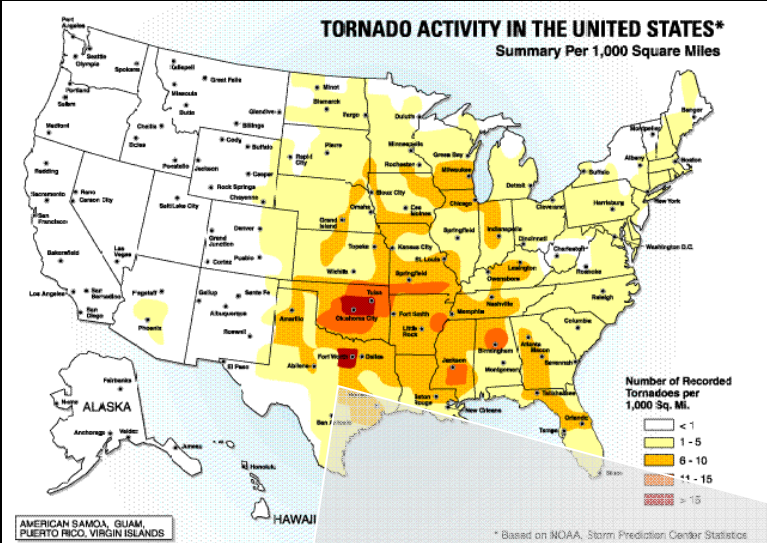 TORNADO ACTIVITY IN THE UNITED STATES*
Summary Per 1,000 Square Miles
Port Angeles
Seattle
Olympia
Spokane
Kalispell
Great Falls
Missoula
Butte
Glendive
Billings
Minot
Bismarck
Fargo
Duluth
Portland
Salem
Medford
Boise
Pocatello
Jackson
Cody
Buffalo
Casper
Rock Springs
Cheyenne
Rapid City
Pierre
Minneapolis
Rochester
Green Bay
Milwaukee
Detroit
Buffalo
Montpelier
Bangor
Albany
Boston
New York
Harrisburg
Washington D.C.
Redding
Reno
Carson City
Sacramento
San Francisco
Salt Lake City
Grand Junction
Denver
Cortez
Pueblo
Grand Island
Omaha
Sioux City
Des Moines
Chicago
Cleveland
Springfield
Indianapolis
Cincinnati
Charleston
Roanoke
Bakersfield
Las Vegas
Los Angeles
San Bernardino
San Diego
Flagstaff
Phoenix
Gallup
Santa Fe
Albuquerque
Roswell
El Paso
Topeka
Wichita
Kansas City
St. Louis
Springfield
Lexington
Owensboro
Nashville
Memphis
Raleigh
Columbia
Amarillo
Tulsa
Oklahoma City
Fort Smith
Little Rock
Birmingham
Atlanta
Macon
Savannah
Montgomery
Jackson
Abilene
Fort Worth
Dallas
Baton Rouge
New Orleans
Tallahassee
Orlando
Tampa
Fairbanks
Nome
ALASKA
Anchorage
Valdez
Juneau
Honolulu
HAWAII
Number of Recorded
Tornadoes per
1,000 Sq. Mi.
< 1
1 - 5
6 - 10
11 - 15
> 15
AMERICAN SAMOA, GUAM,
PUERTO RICO, VIRGIN ISLANDS
* Based on NOAA, Storm Prediction Center Statistics